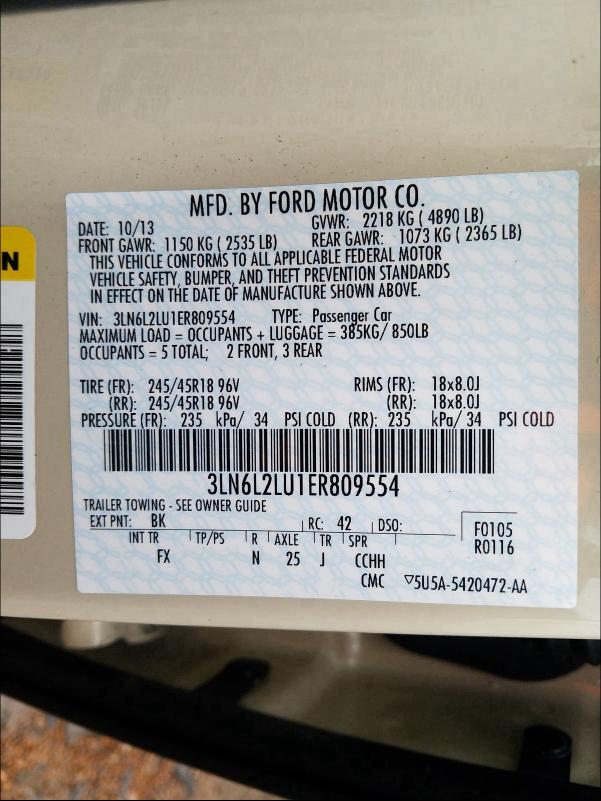 MFD. BY FORD MOTOR CO.
DATE: 10/13 GVWR: 2218 KG ( 4890 LB)
FRONT GAWR: 1150 KG ( 2535 LB) REAR GAWR: 1073 KG ( 2365 LB)
THIS VEHICLE CONFORMS TO ALL APPLICABLE FEDERAL MOTOR
VEHICLE SAFETY, BUMPER, AND THEFT PREVENTION STANDARDS
IN EFFECT ON THE DATE OF MANUFACTURE SHOWN ABOVE.
VIN: 3LN6L2LU1ER809554 TYPE: Passenger Car
MAXIMUM LOAD = OCCUPANTS + LUGGAGE = 385KG/ 850LB
OCCUPANTS = 5 TOTAL; 2 FRONT, 3 REAR
TIRE (FR): 245/45R18 96V RIMS (FR): 18x8.0J
(RR): 245/45R18 96V (RR): 18x8.0J
PRESSURE (FR): 235 kPa/ 34 PSI COLD (RR): 235 kPa/ 34 PSI COLD
3LN6L2LU1ER809554
TRAILER TOWING - SEE OWNER GUIDE
EXT PNT: BK RC: 42 DSO:
F0105
R0116
INT TR TP/PS R AXLE TR SPR
FX N 25 J CCHH
CMC ▽5U5A-5420472-AA
N